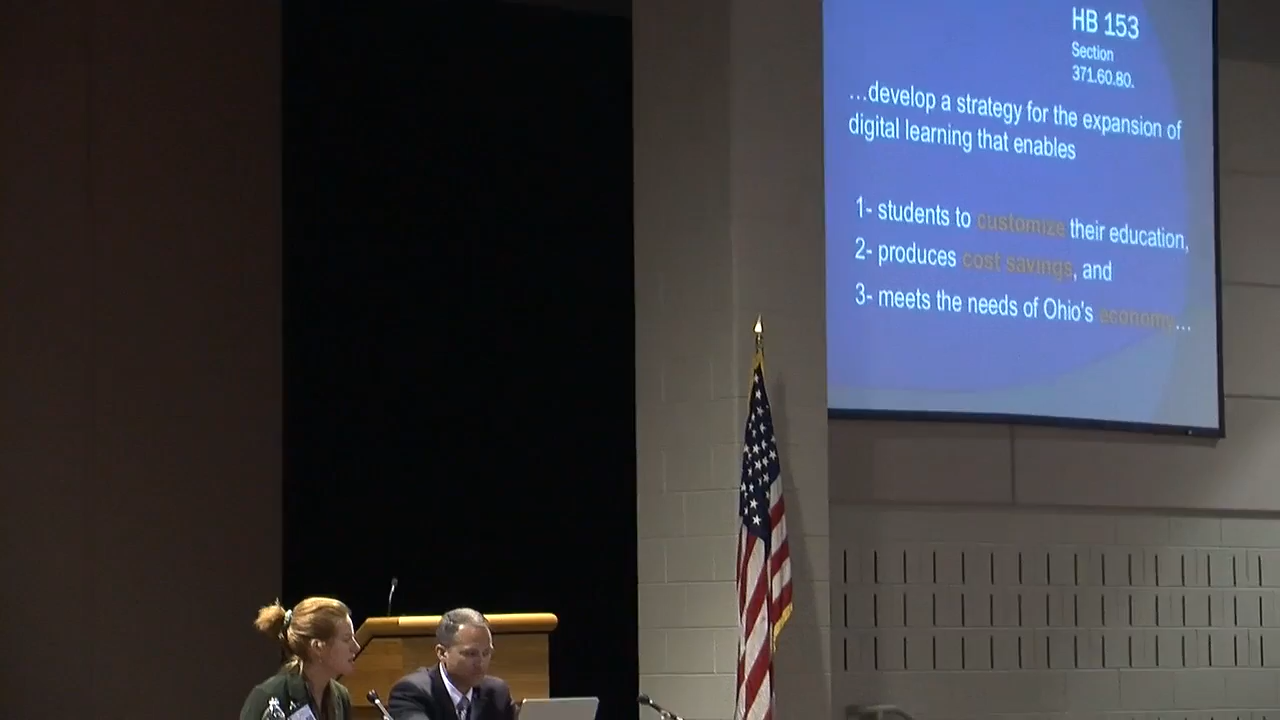 HB 153
Section
371.60.80.
…develop a strategy for the expansion of
digital learning that enables
1- students to customize their education,
2- produces cost savings, and
3- meets the needs of Ohio's economy…